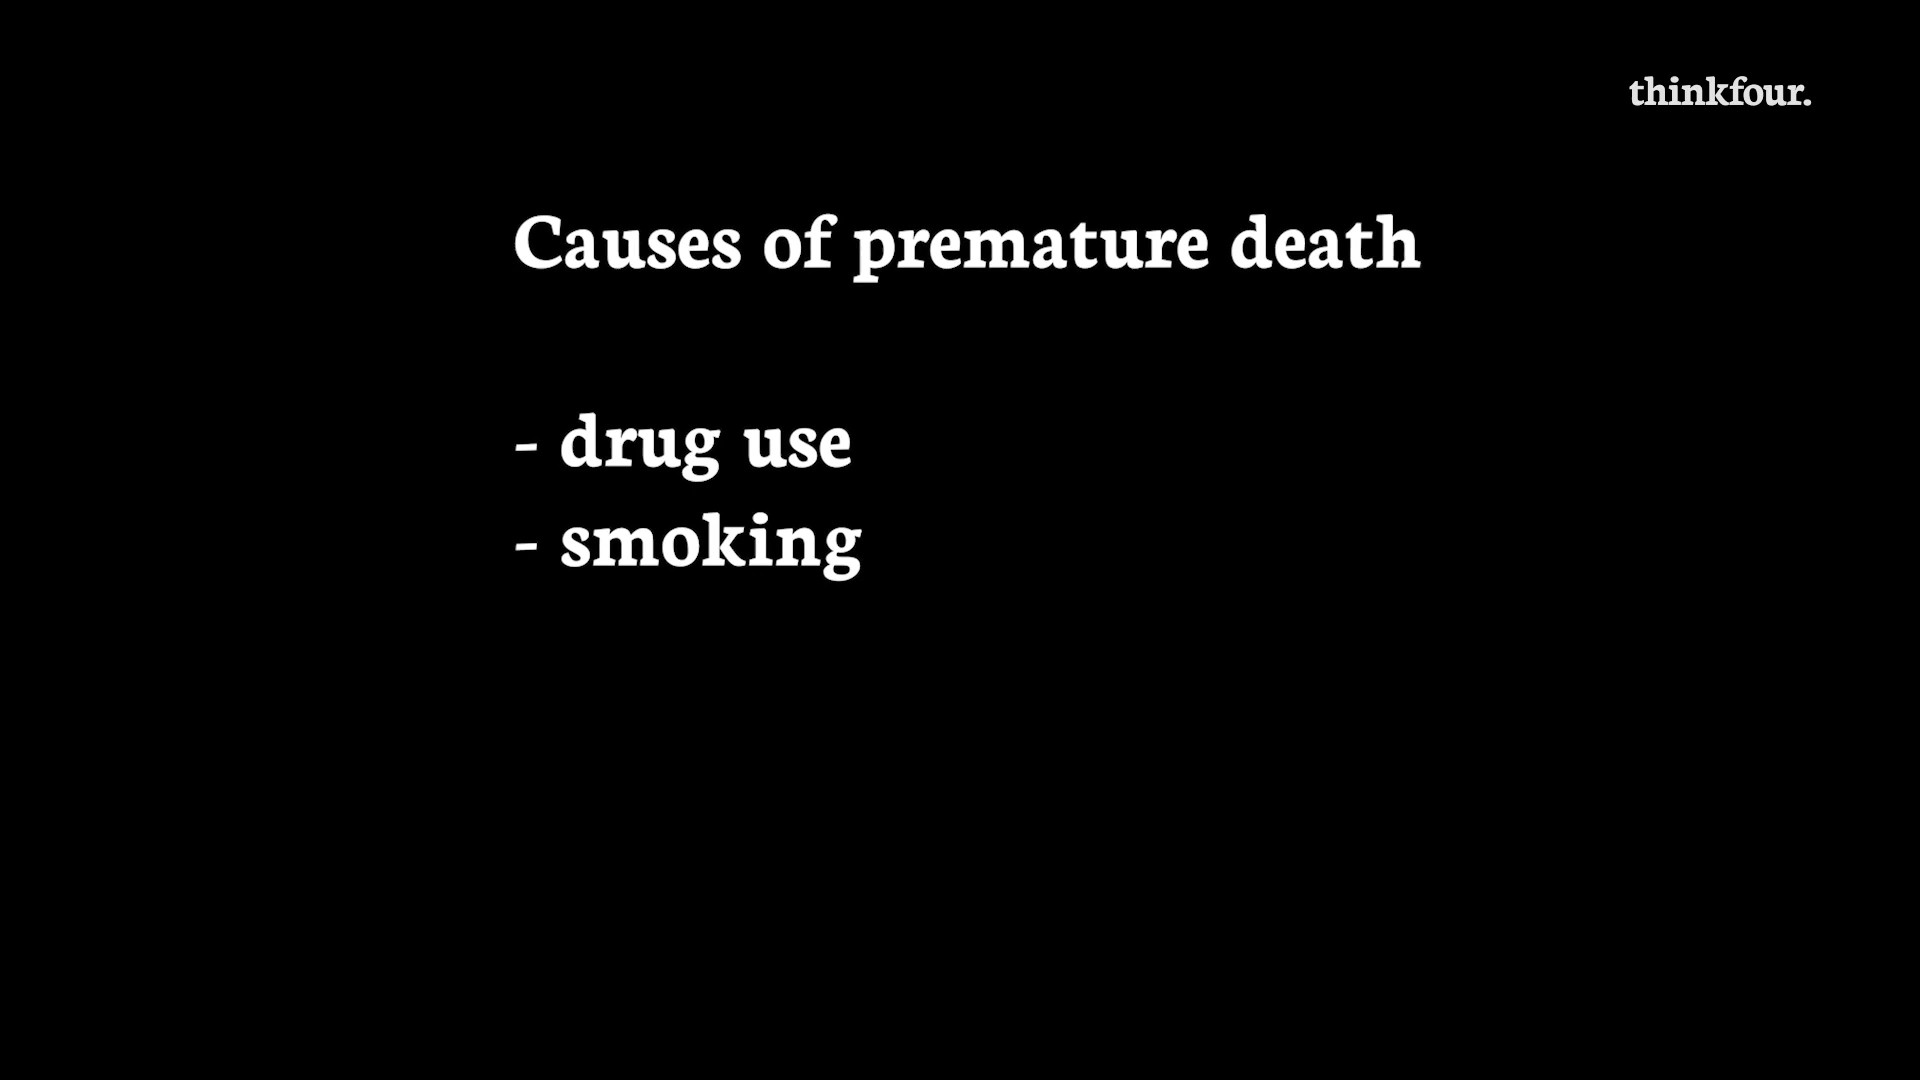 thinkfour.
Causes of premature death
- drug use
- smoking